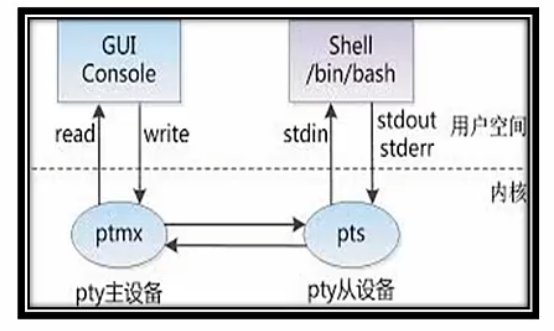 GUI
Console
Shell
/bin/bash
read
write
stdin
stdout
stderr
用户空间
内核
ptmx
pts
pty主设备
pty从设备